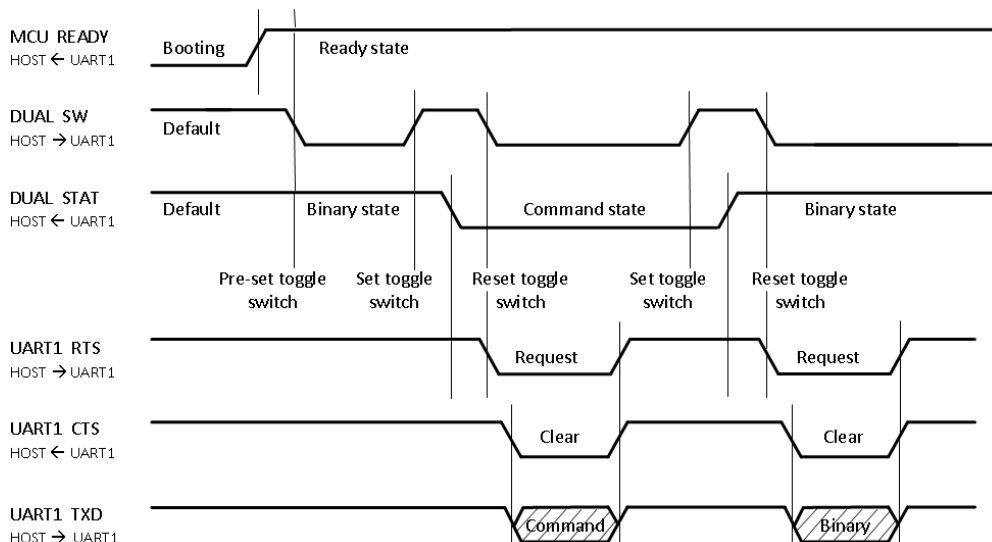 MCU READY
HOST ← UART1
Booting
Ready state
DUAL SW
HOST → UART1
Default
DUAL STAT
HOST ← UART1
Default
Binary state
Command state
Binary state
Pre-set toggle
switch
Set toggle
switch
Reset toggle
switch
Set toggle
switch
Reset toggle
switch
UART1 RTS
HOST → UART1
Request
Request
UART1 CTS
HOST ← UART1
Clear
Clear
UART1 TXD
HOST → UART1
Command
Binary